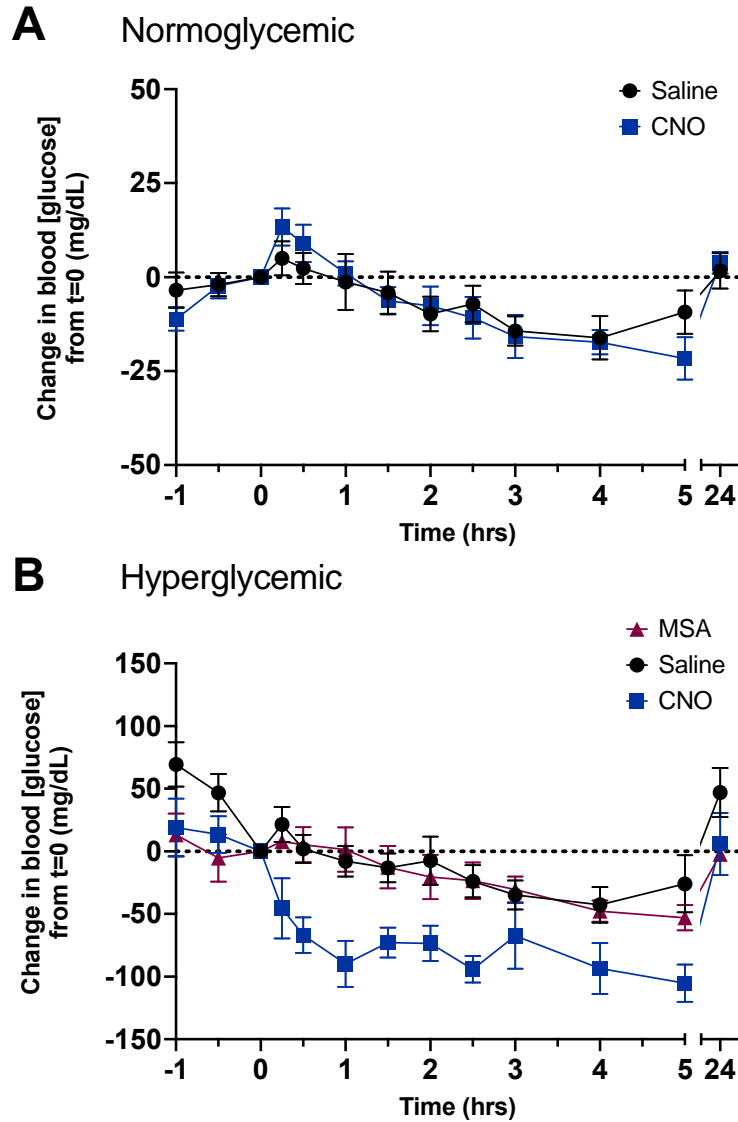 A Normoglycemic
Saline
CNO
50
25
0
-25
-50
Change in blood [glucose]
from t=0 (mg/dL)
-1 0 1 2 3 4 5 24
Time (hrs)
B Hyperglycemic
MSA
Saline
CNO
150
100
50
0
-50
-100
-150
Change in blood [glucose]
from t=0 (mg/dL)
-1 0 1 2 3 4 5 24
Time (hrs)